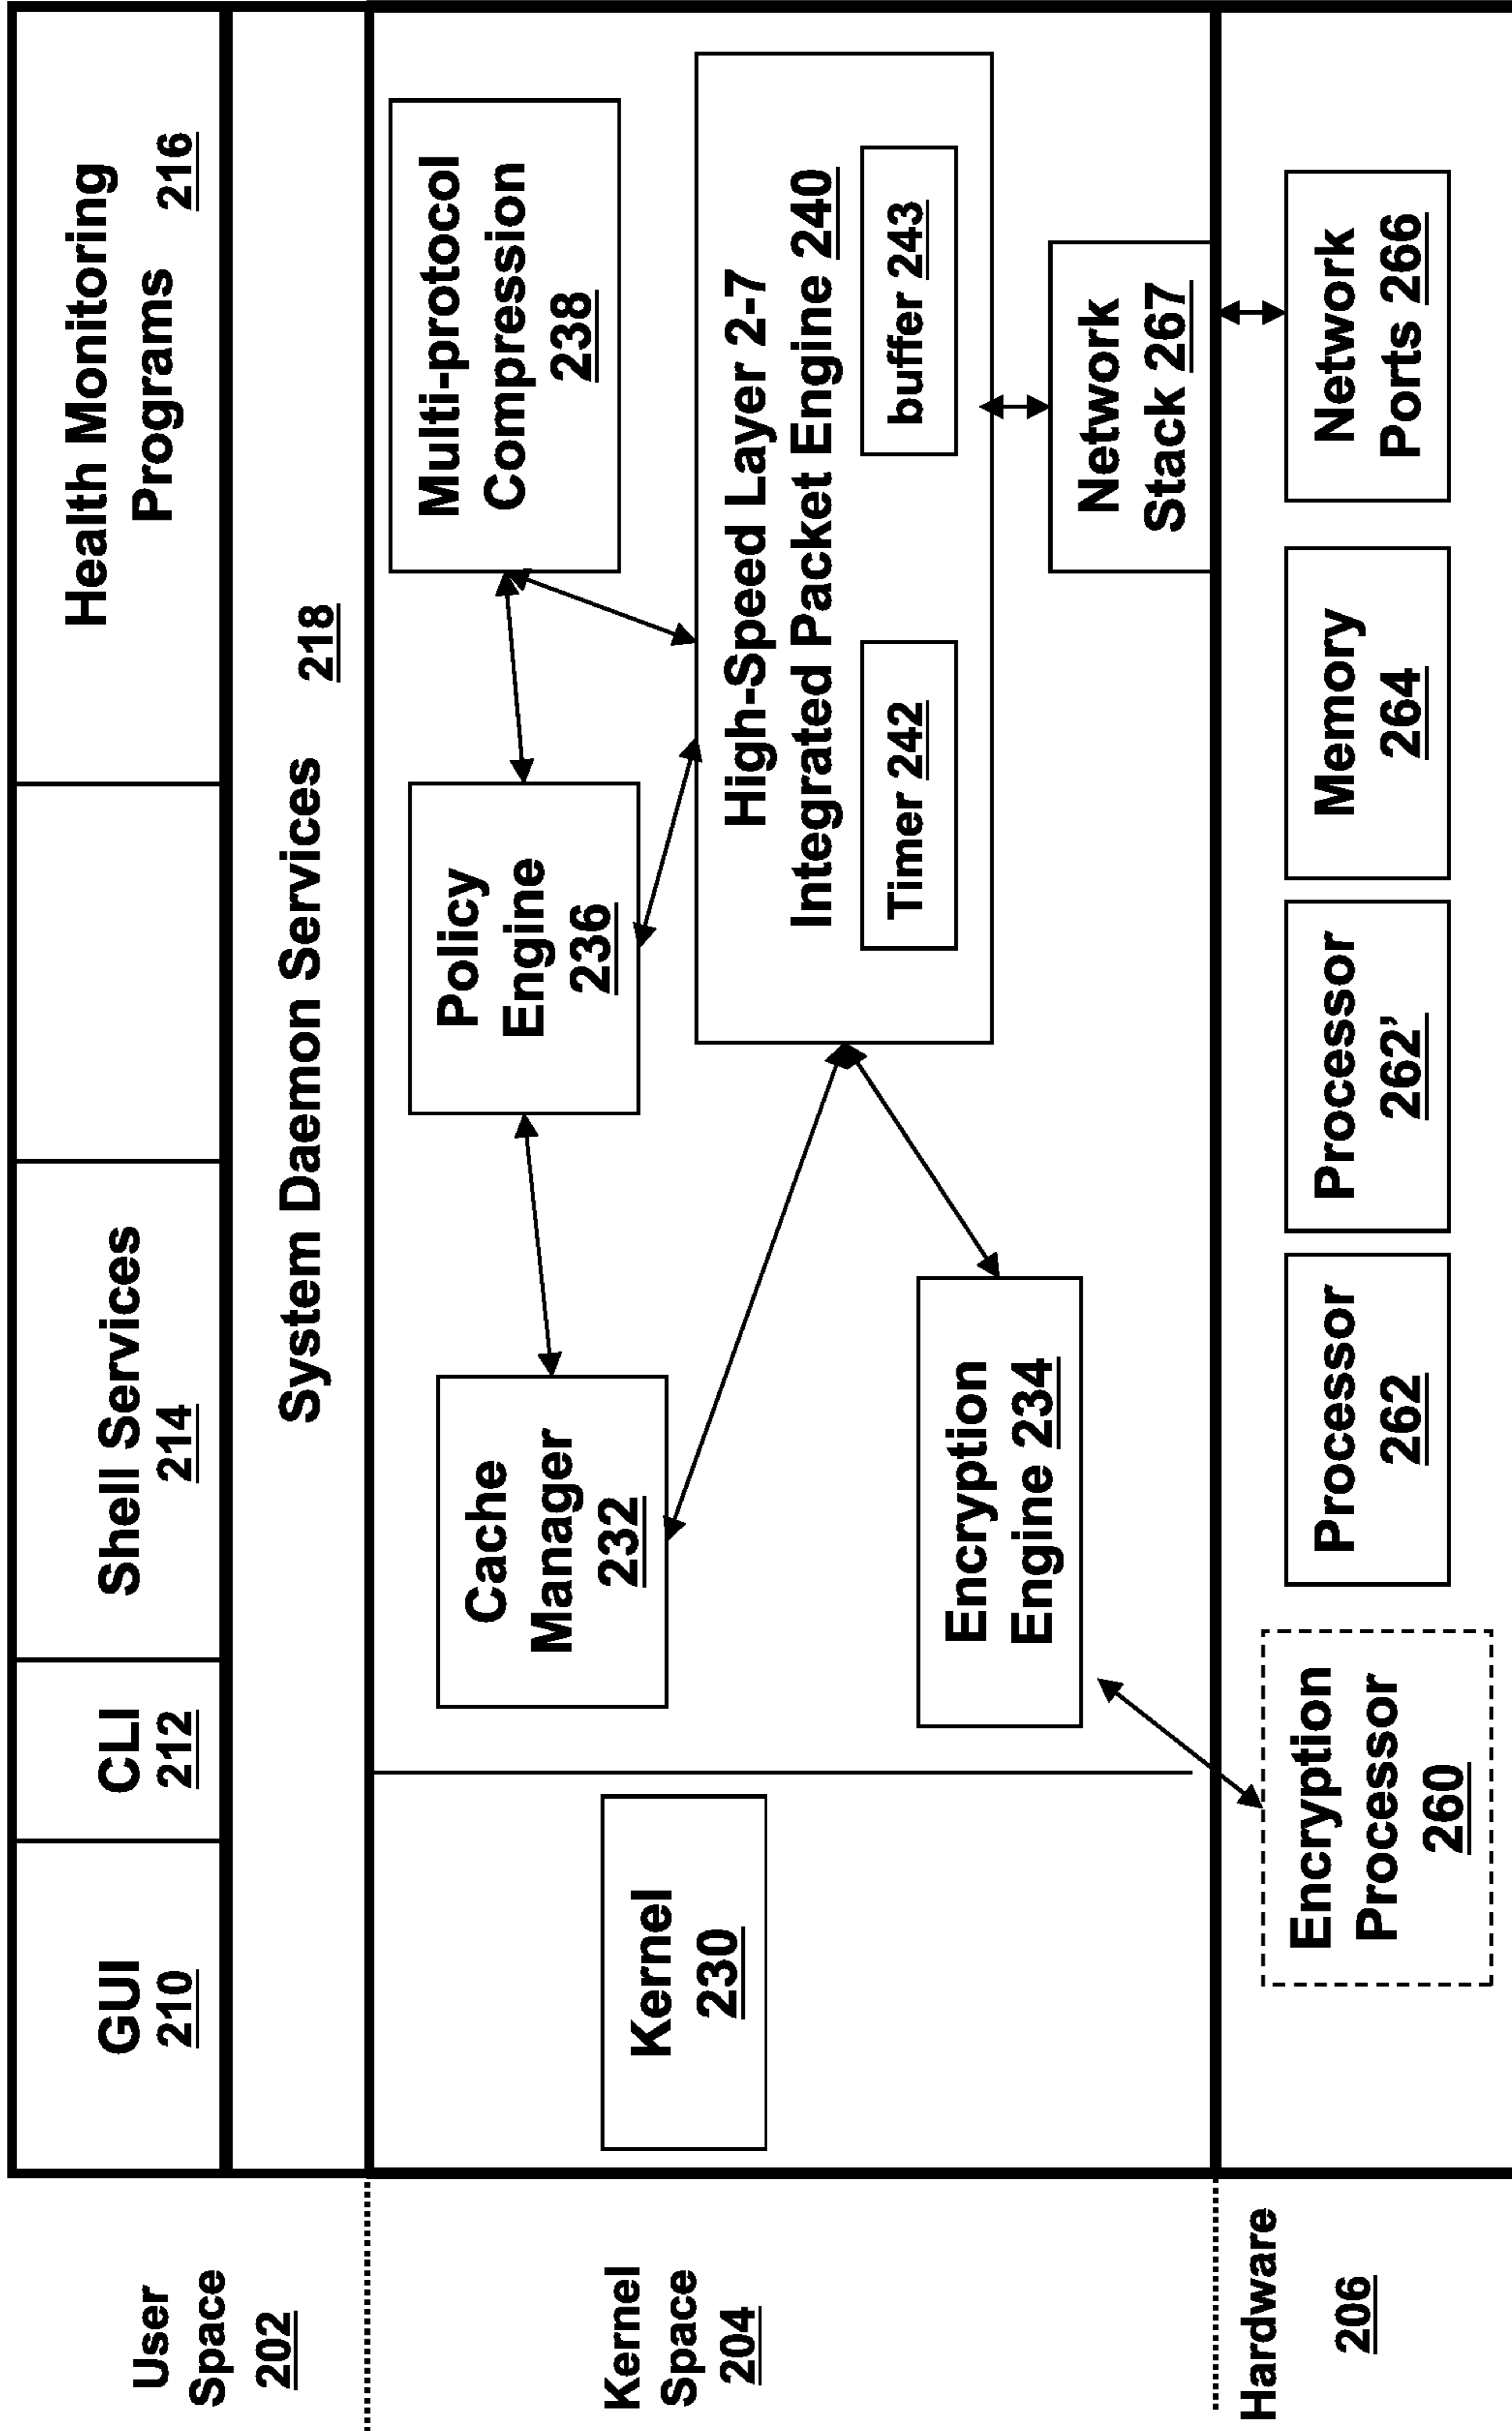 User
Space
202
GUI
210
CLI
212
Shell Services
214
Health Monitoring
Programs 216
System Daemon Services 218
Kernel
Space
204
Kernel
230
Cache
Manager
232
Policy
Engine
236
Multi-protocol
Compression
238
High-Speed Layer 2-7
Integrated Packet Engine 240
Timer 242
buffer 243
Encryption
Engine 234
Network
Stack 267
Hardware
206
Encryption
Processor
260
Processor
262
Processor
262’
Memory
264
Network
Ports 266